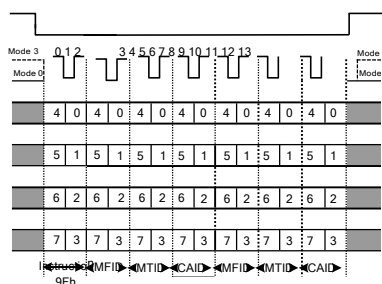 Mode 3 0 1 2 3 4 5 6 7 8 9 10 11 12 13 Mode
Mode 0 Mode
4 0 4 0 4 0 4 0 4 0 4 0 4 0
5 1 5 1 5 1 5 1 5 1 5 1 5 1
6 2 6 2 6 2 6 2 6 2 6 2 6 2
7 3 7 3 7 3 7 3 7 3 7 3 7 3
Instruction MFID MTID CAID MFID MTID CAID
9Fh